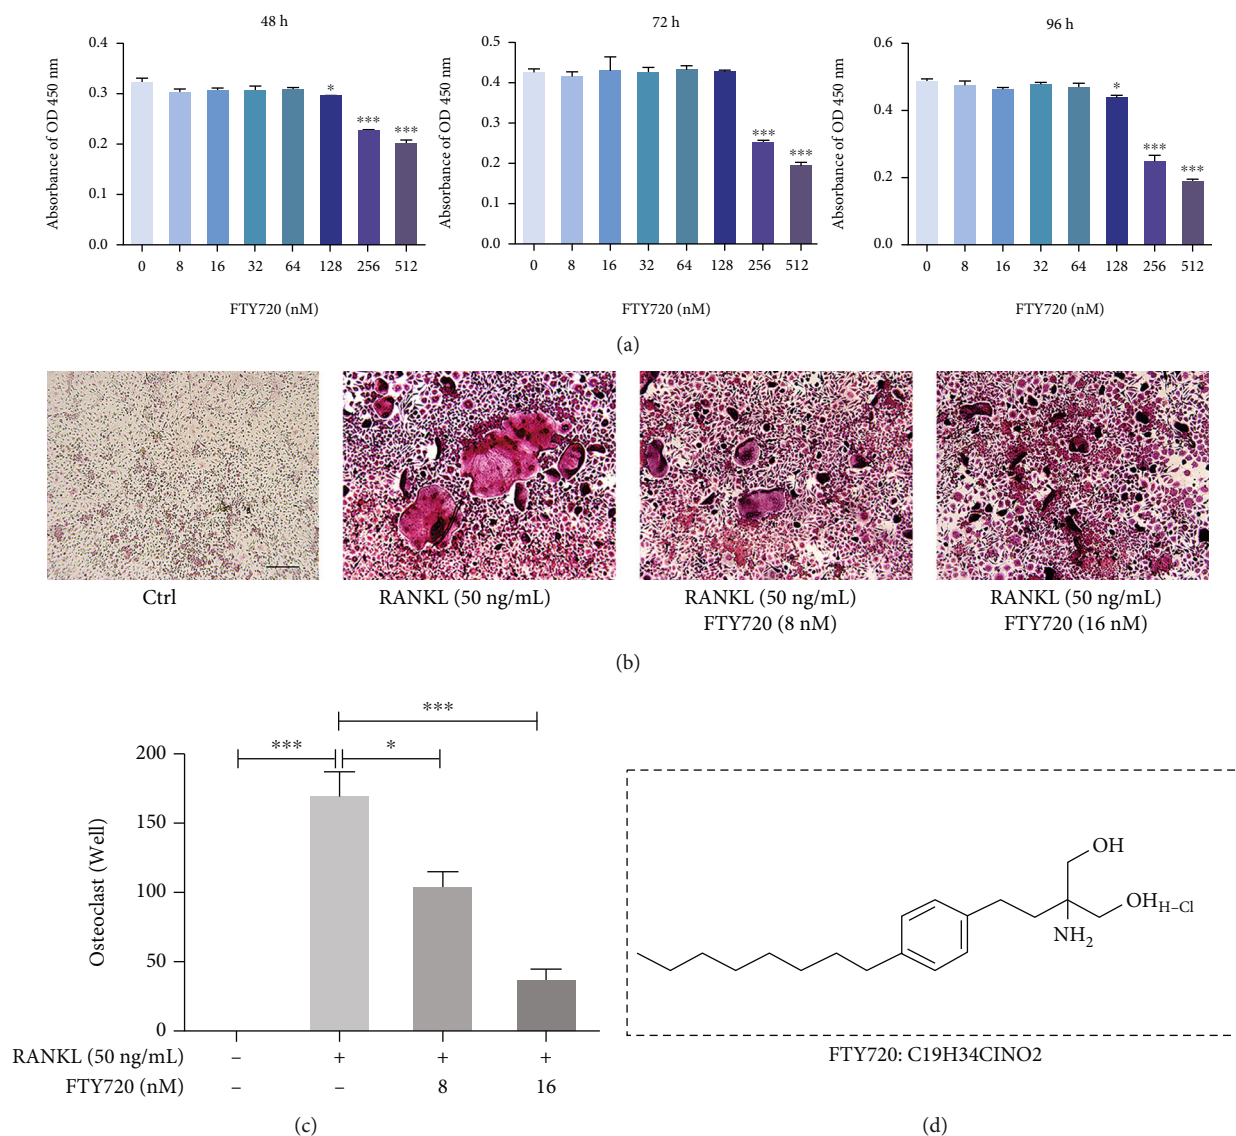 48 h
Absorbance of OD 450 nm
0.4
0.3
0.2
0.1
0.0
*
***
***
0 8 16 32 64 128 256 512
FTY720 (nM)
72 h
Absorbance of OD 450 nm
0.5
0.4
0.3
0.2
0.1
0.0
***
***
0 8 16 32 64 128 256 512
FTY720 (nM)
96 h
Absorbance of OD 450 nm
0.6
0.4
0.2
0.0
*
***
***
0 8 16 32 64 128 256 512
FTY720 (nM)
(a)
Ctrl
RANKL (50 ng/mL)
RANKL (50 ng/mL)
FTY720 (8 nM)
RANKL (50 ng/mL)
FTY720 (16 nM)
(b)
***
*** *
Osteoclast (Well)
200
150
100
50
0
RANKL (50 ng/mL) – + + +
FTY720 (nM) – – 8 16
(c)
OH
OH
H–Cl
NH2
FTY720: C19H34CINO2
(d)